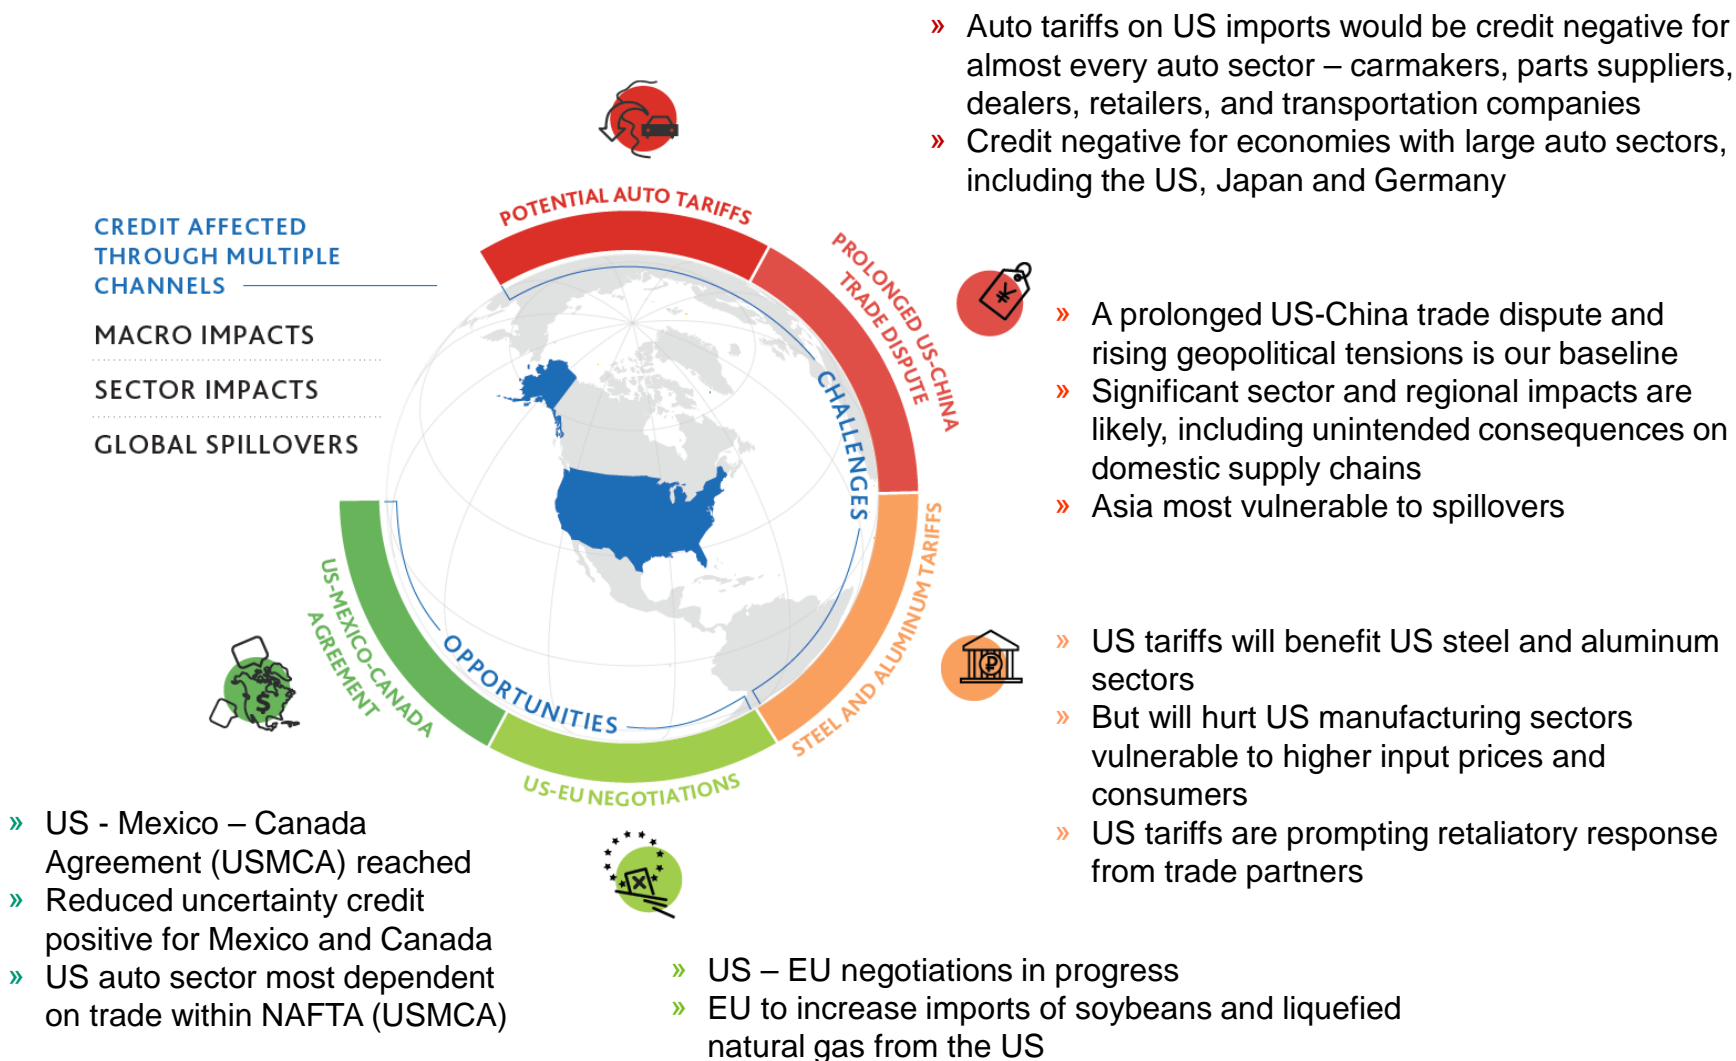 » Auto tariffs on US imports would be credit negative for
almost every auto sector – carmakers, parts suppliers,
dealers, retailers, and transportation companies
» Credit negative for economies with large auto sectors,
including the US, Japan and Germany
POTENTIAL AUTO TARIFFS
CREDIT AFFECTED
THROUGH MULTIPLE
CHANNELS
MACRO IMPACTS
SECTOR IMPACTS
GLOBAL SPILLOVERS
PROLONGED US-CHINA
TRADE DISPUTE
CHALLENGES
¥
» A prolonged US-China trade dispute and
rising geopolitical tensions is our baseline
» Significant sector and regional impacts are
likely, including unintended consequences on
domestic supply chains
» Asia most vulnerable to spillovers
STEEL AND ALUMINUM TARIFFS
₽
» US tariffs will benefit US steel and aluminum
sectors
» But will hurt US manufacturing sectors
vulnerable to higher input prices and
consumers
» US tariffs are prompting retaliatory response
from trade partners
US-MEXICO-CANADA
AGREEMENT
OPPORTUNITIES
$
US-EU NEGOTIATIONS
» US - Mexico – Canada
Agreement (USMCA) reached
» Reduced uncertainty credit
positive for Mexico and Canada
» US auto sector most dependent
on trade within NAFTA (USMCA)
» US – EU negotiations in progress
» EU to increase imports of soybeans and liquefied
natural gas from the US